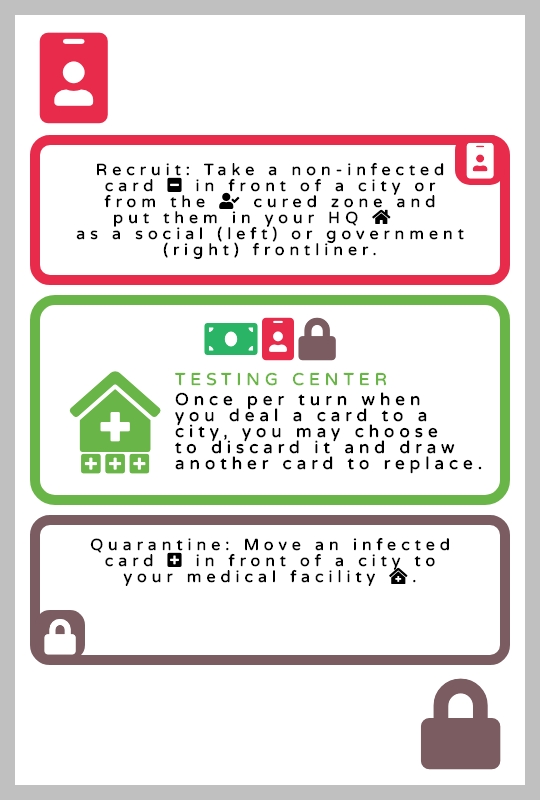 Recruit: Take a non-infected
card in front of a city or
from the cured zone and
put them in your HQ
as a social (left) or government
(right) frontliner.
TESTING CENTER
Once per turn when
you deal a card to a
city, you may choose
to discard it and draw
another card to replace.
Quarantine: Move an infected
card in front of a city to
your medical facility .